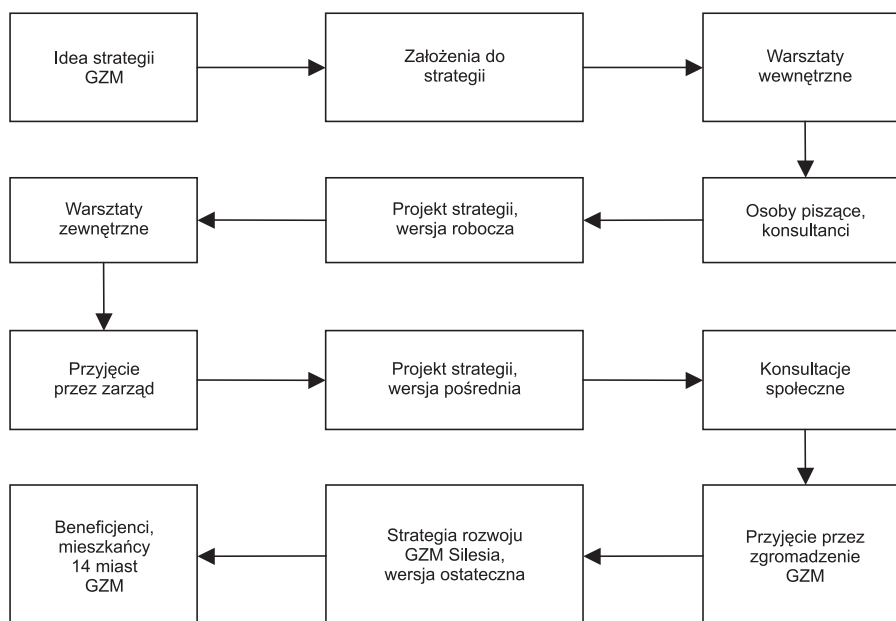 Idea strategii
GZM
Założenia do
strategii
Warsztaty
wewnętrzne
Osoby piszące,
konsultanci
Projekt strategii,
wersja robocza
Warsztaty
zewnętrzne
Przyjęcie
przez zarząd
Projekt strategii,
wersja pośrednia
Konsultacje
społeczne
Przyjęcie przez
zgromadzenie
GZM
Strategia rozwoju
GZM Silesia,
wersja ostateczna
Beneficjenci,
mieszkańcy
14 miast
GZM